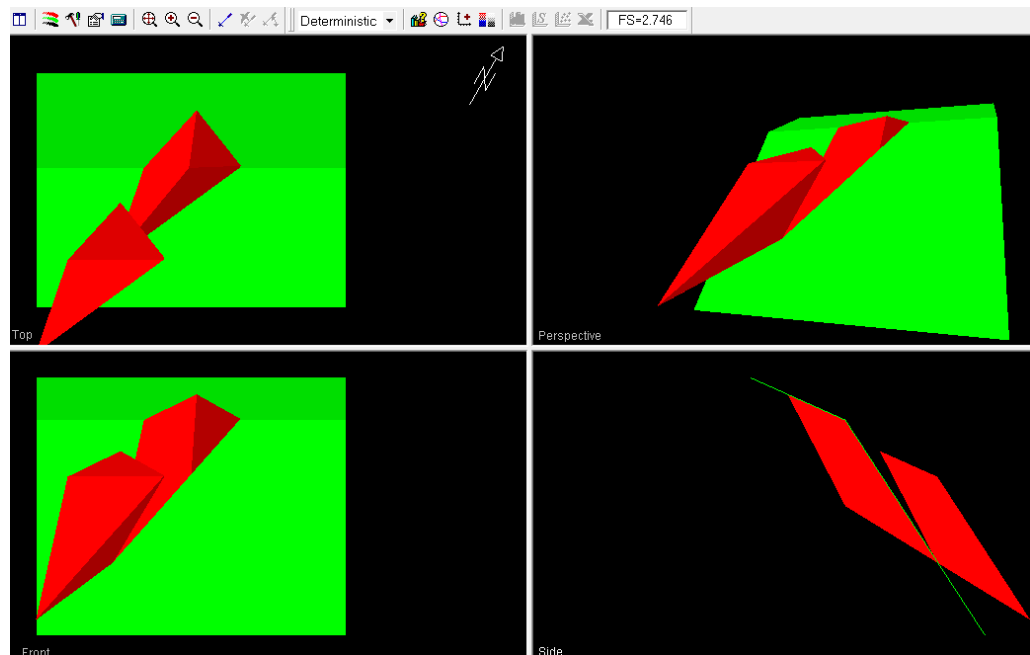 Deterministic
FS=2.746
Top
Perspective
Front
Side